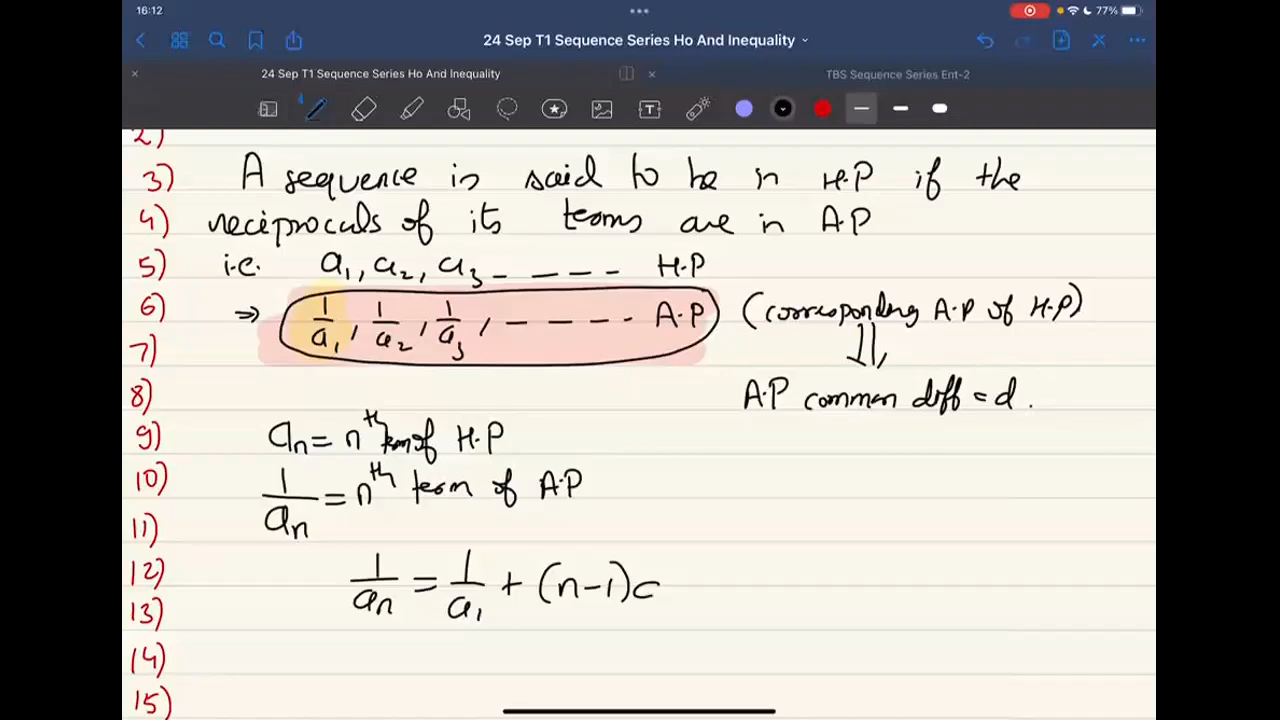 16:12
77%
24 Sep T1 Sequence Series Ho And Inequality
24 Sep T1 Sequence Series Ho And Inequality
TBS Sequence Series Ent-2
2)
3) A sequence is said to be in H.P if the
4) reciprocals of its terms are in A.P
5) i.e. a₁, a₂, a₃ - - - - - H.P
6) ⇒ 1/a₁, 1/a₂, 1/a₃, - - - - - A.P (corresponding A.P of H.P)
7)
8) A.P common diff = d.
9) aₙ = nᵗʰ term of H.P
10) 1/aₙ = nᵗʰ term of A.P
11)
12) 1/aₙ = 1/a₁ + (n-1)c
13)
14)
15)